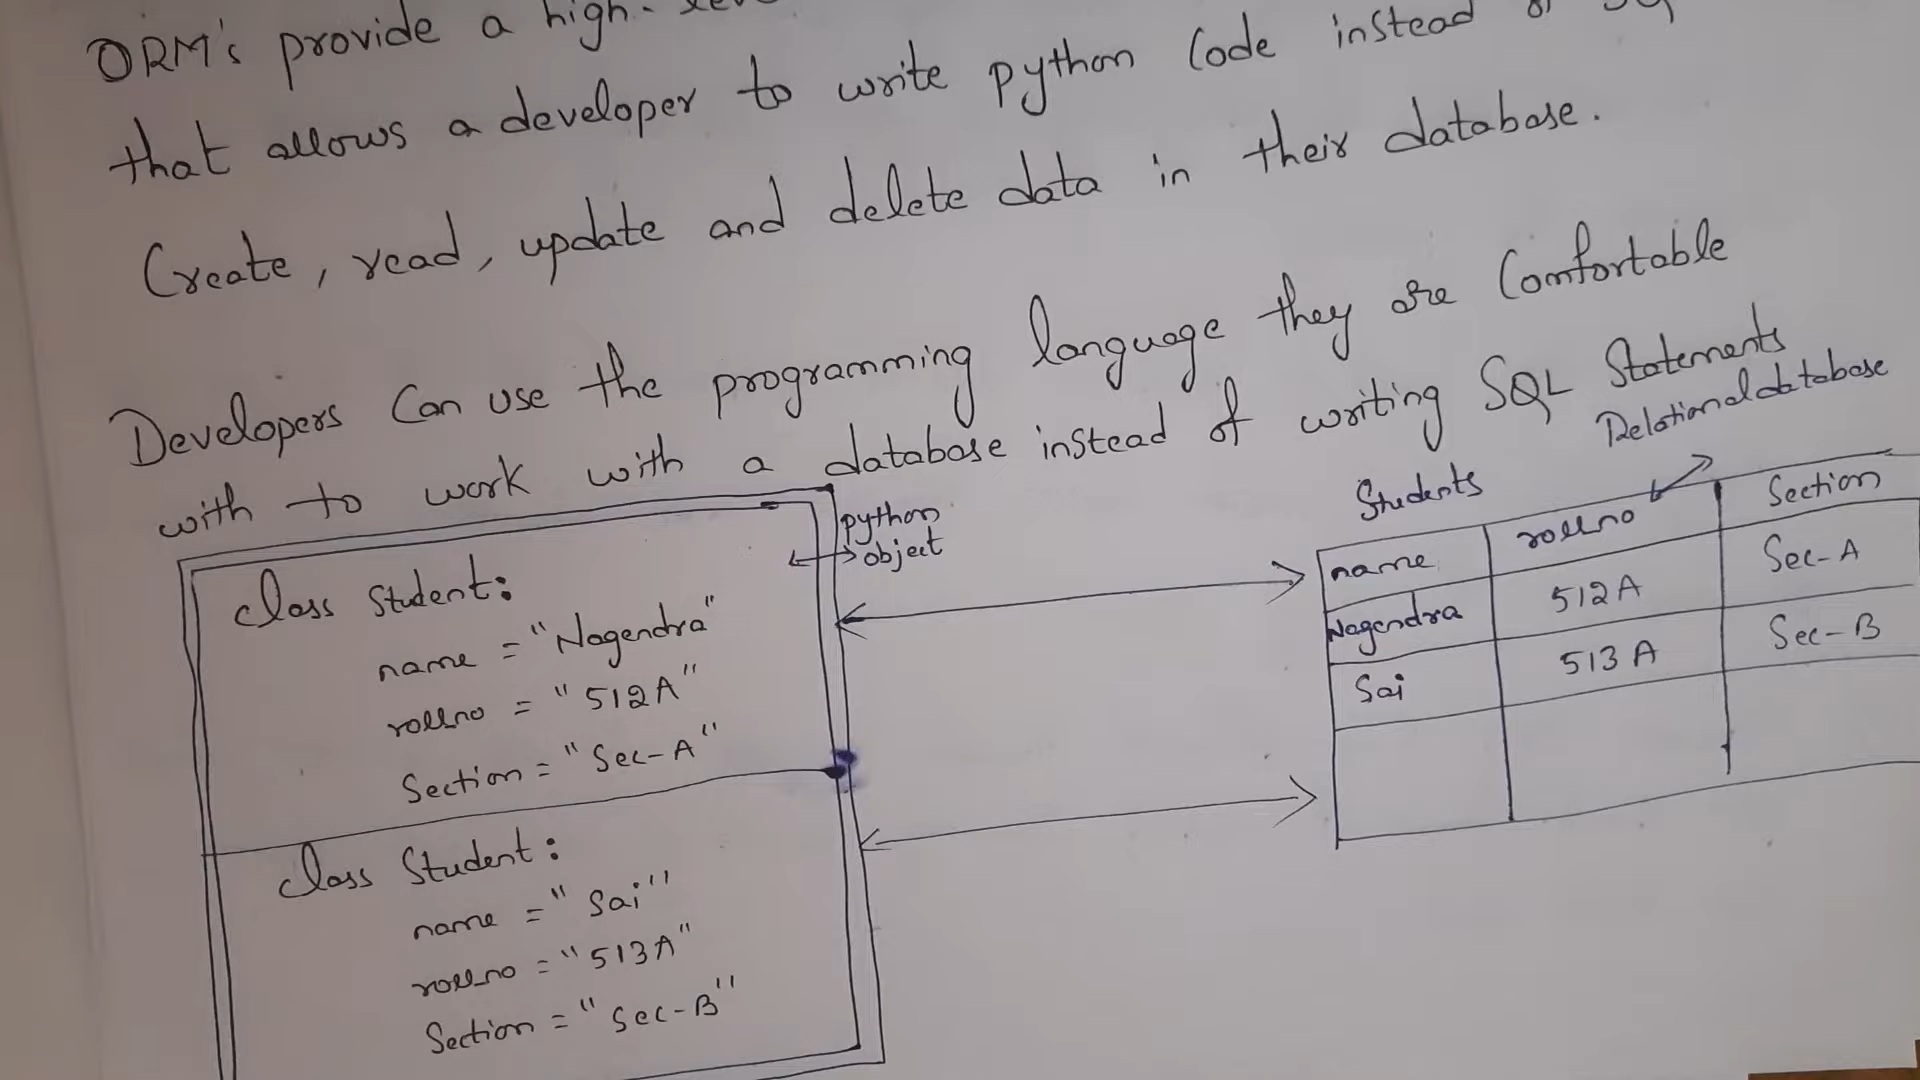 ORM's provide a high-
that allows a developer to write python Code instead of
Create, read, update and delete data in their database.
Developers Can use the programming language they are Comfortable
with to work with a database instead of writing SQL Statements
python
object
class Student:
name = "Nagendra"
rollno = "512A"
Section = "Sec-A"
class Student:
name = "Sai"
rollno = "513A"
Section = "Sec-B"
Relational database
Students
name rollno Section
Nagendra 512A Sec-A
Sai 513A Sec-B